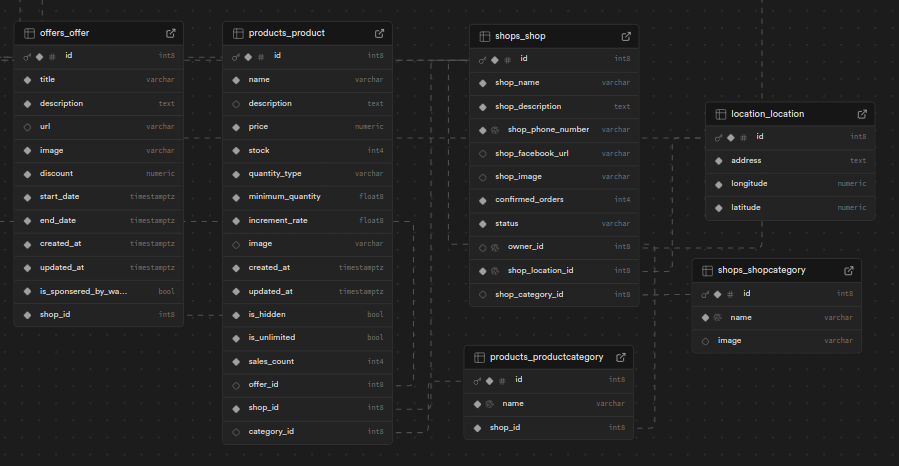 offers_offer
id int8
title varchar
description text
url varchar
image varchar
discount numeric
start_date timestamptz
end_date timestamptz
created_at timestamptz
updated_at timestamptz
is_sponsered_by_wa... bool
shop_id int8
products_product
id int8
name varchar
description text
price numeric
stock int4
quantity_type varchar
minimum_quantity float8
increment_rate float8
image varchar
created_at timestamptz
updated_at timestamptz
is_hidden bool
is_unlimited bool
sales_count int4
offer_id int8
shop_id int8
category_id int8
shops_shop
id int8
shop_name varchar
shop_description text
shop_phone_number varchar
shop_facebook_url varchar
shop_image varchar
confirmed_orders int4
status varchar
owner_id int8
shop_location_id int8
shop_category_id int8
products_productcategory
id int8
name varchar
shop_id int8
location_location
id int8
address text
longitude numeric
latitude numeric
shops_shopcategory
id int8
name varchar
image varchar